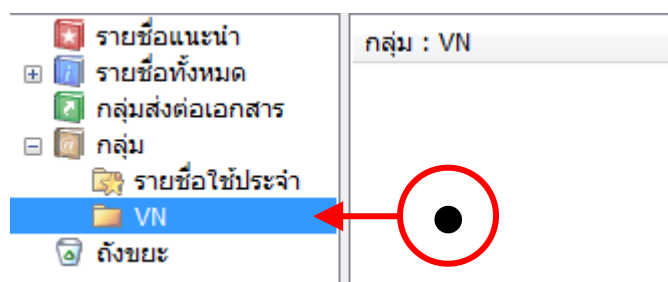 รายชื่อแนะนำ
กลุ่ม : VN
รายชื่อทั้งหมด
กลุ่มส่งต่อเอกสาร
กลุ่ม
รายชื่อใช้ประจำ
VN
ถังขยะ